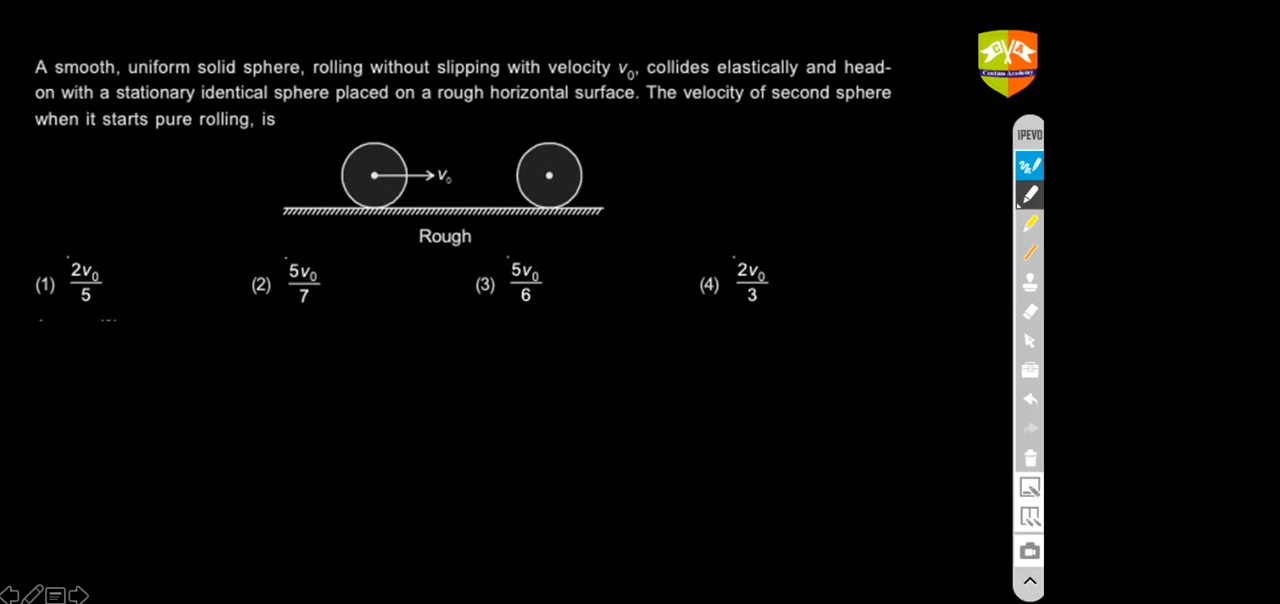 A smooth, uniform solid sphere, rolling without slipping with velocity v₀, collides elastically and head-
on with a stationary identical sphere placed on a rough horizontal surface. The velocity of second sphere
when it starts pure rolling, is
v₀
Rough
(1) 2v₀/5 (2) 5v₀/7 (3) 5v₀/6 (4) 2v₀/3
C A
Centum Academy
IPEVO